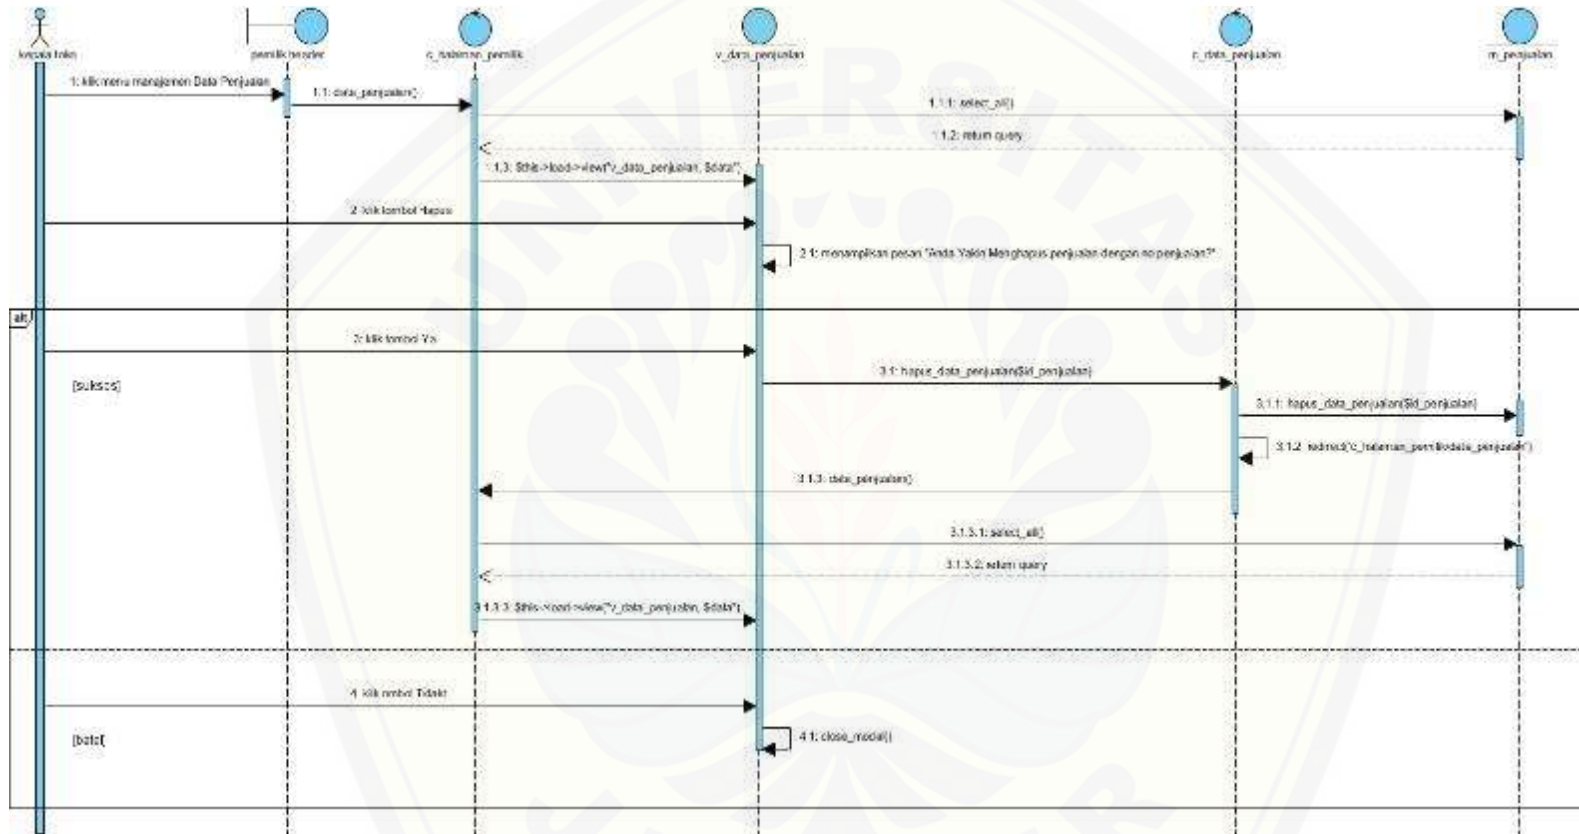 kepala toko
pemilik header
c_halaman_pemilik
v_data_penjualan
c_data_penjualan
m_penjualan
1: klik menu manajemen Data Penjualan
1.1: data_penjualan()
1.1.1: select_all()
1.1.2: return query
1.1.3: $this->load->view("v_data_penjualan, $data")
2: klik tombol Hapus
2.1: menampilkan pesan "Anda Yakin Menghapus penjualan dengan no penjualan?"
alt
3: klik tombol Ya
3.1: hapus_data_penjualan($id_penjualan)
[sukses]
3.1.1: hapus_data_penjualan($id_penjualan)
3.1.2: redirect("c_halaman_pemilik/data_penjualan")
3.1.3: data_penjualan()
3.1.3.1: select_all()
3.1.3.2: return query
3.1.3.3: $this->load->view("v_data_penjualan, $data")
4: klik ombol Tidakt
[batal]
4.1: close_modal()
UNIVERSITAS